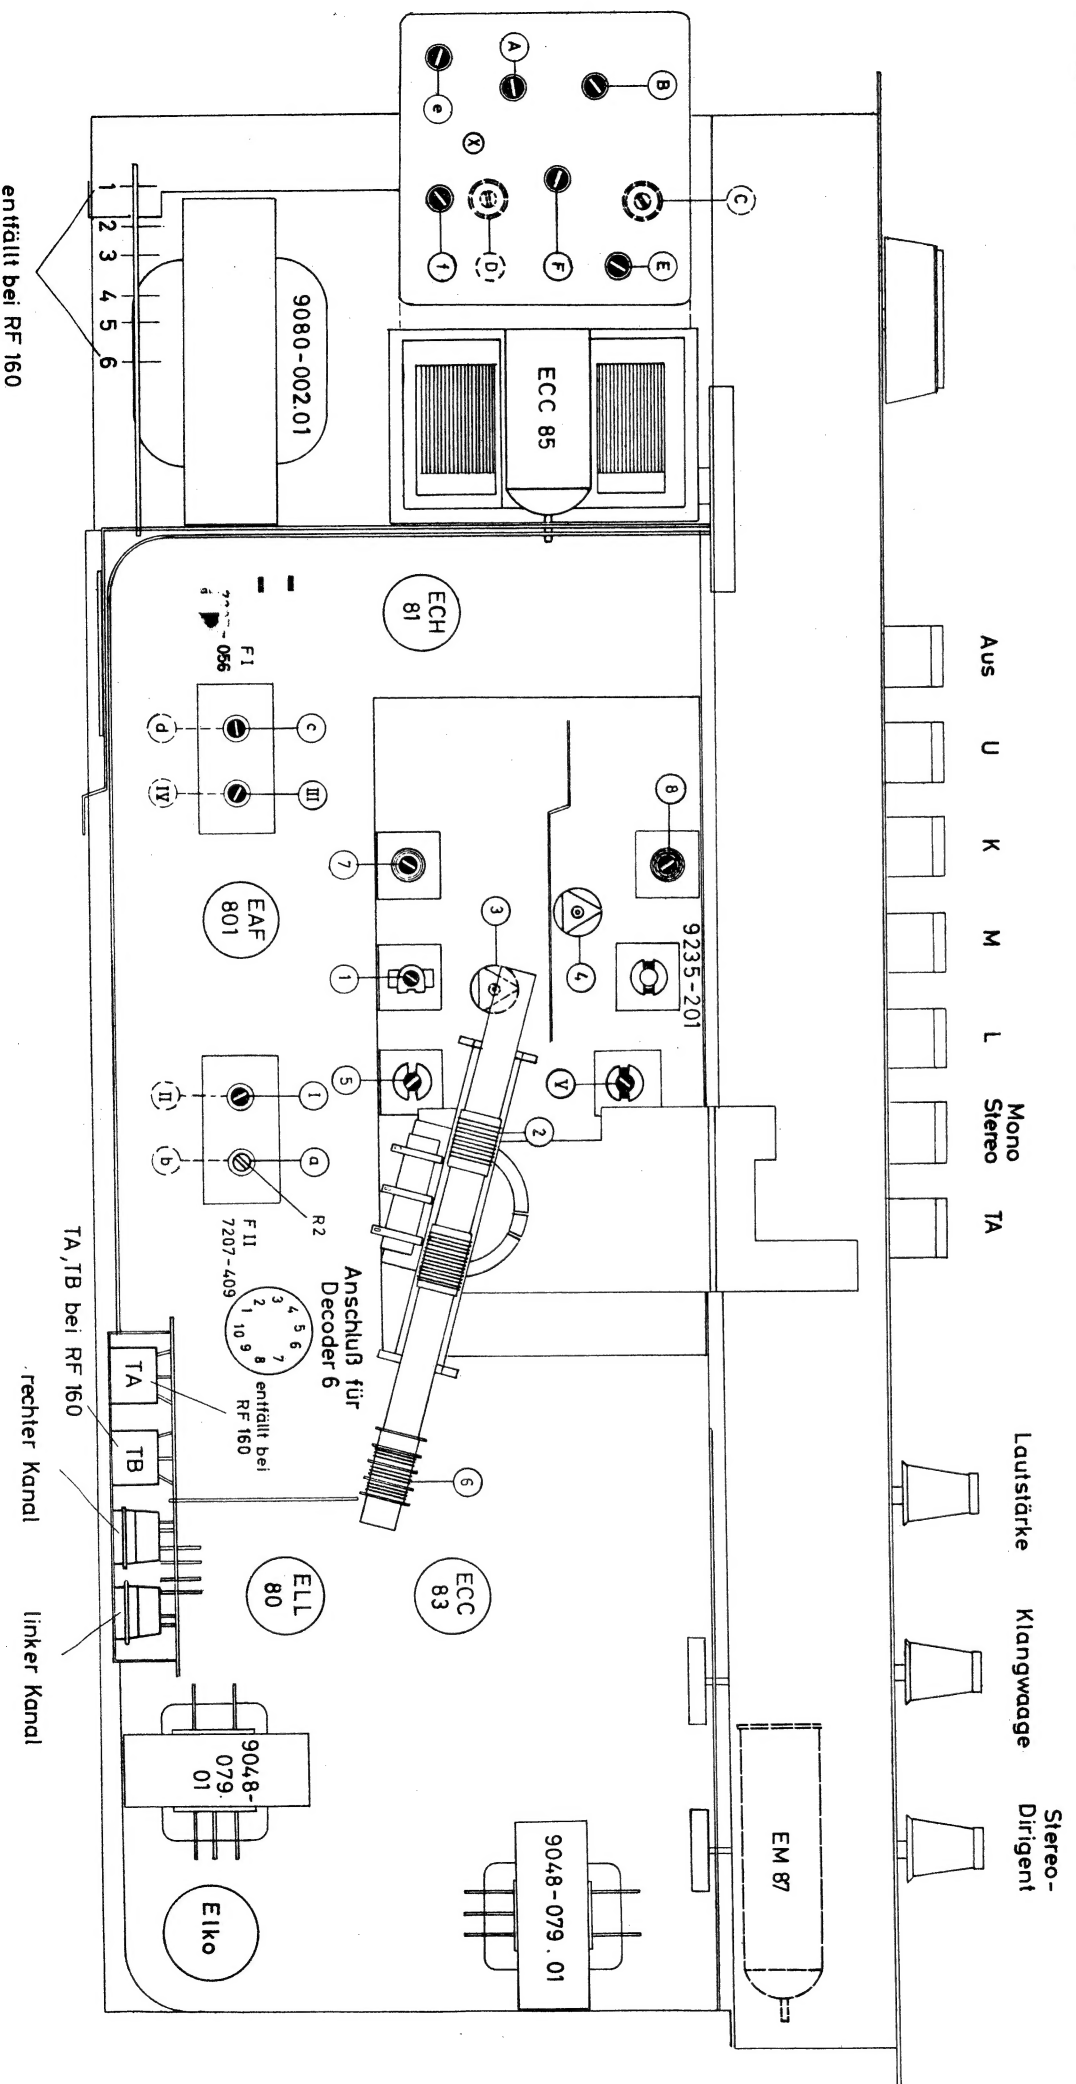 Aus
U
K
M
L
Mono
Stereo
TA
Lautstärke
Klangwaage
Stereo-
Dirigent
A
B
C
D
E
F
X
e
f
ECC 85
9080-002.01
1
2
3
4
5
6
entfällt bei RF 160
ECH
81
F I
- 056
c
d
III
IV
EAF
801
I
II
a
b
R2
F II
7207-409
9235-201
8
7
3
4
1
5
V
2
6
Anschluß für
Decoder 6
1
2
3
4
5
6
7
8
9
10
entfällt bei
RF 160
TA
TB
TA, TB bei RF 160
rechter Kanal
linker Kanal
ELL
80
ECC
83
9048-
079.
01
9048-079.01
Elko
EM 87